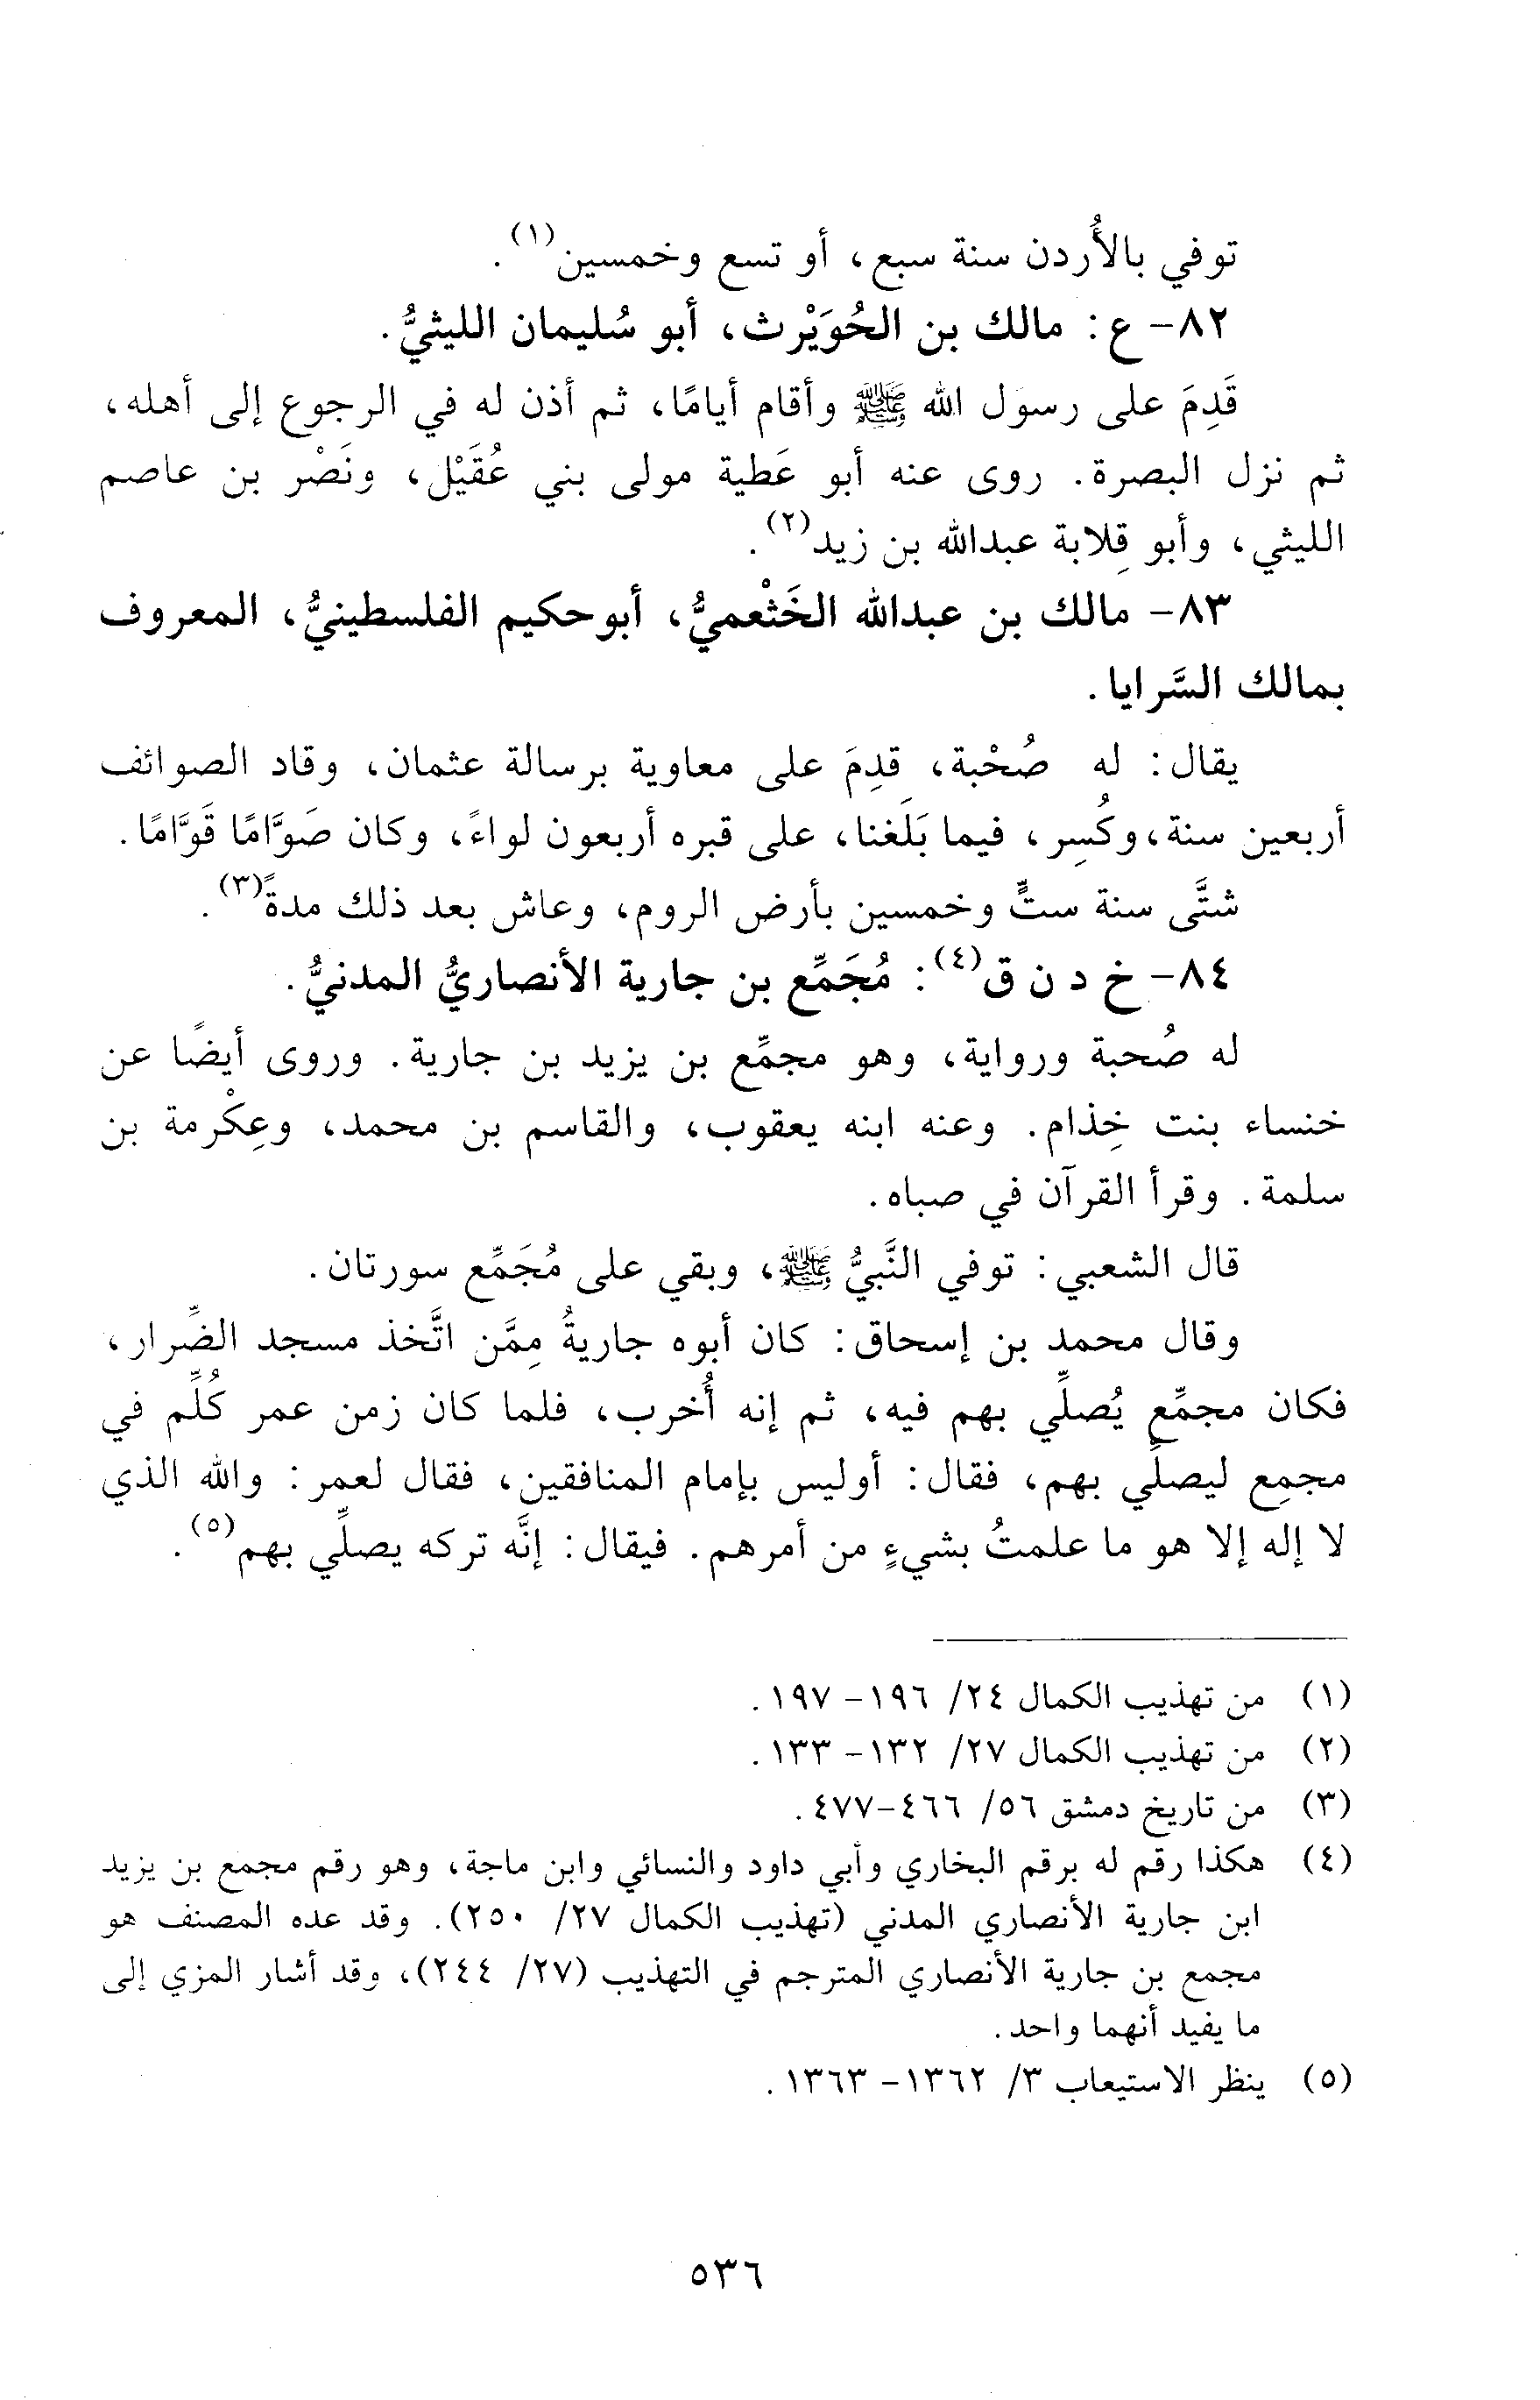 توفي بالأُردن سنة سبع، أو تسع وخمسين(١).
٨٢- ع: مالك بن الحُوَيْرث، أبو سُليمان الليثيُّ.
قَدِمَ على رسول الله ﷺ وأقام أيامًا، ثم أذن له في الرجوع إلى أهله،
ثم نزل البصرة. روى عنه أبو عَطية مولى بني عُقَيْل، ونَصْر بن عاصم
الليثي، وأبو قِلابة عبدالله بن زيد(٢).
٨٣- مالك بن عبدالله الخَثْعميُّ، أبوحكيم الفلسطينيُّ، المعروف
بمالك السَّرايا.
يقال: له صُحْبة، قدِمَ على معاوية برسالة عثمان، وقاد الصوائف
أربعين سنة، وكُسِر، فيما بَلَغنا، على قبره أربعون لواءً، وكان صَوَّامًا قَوَّامًا.
شتَّى سنة ستٍّ وخمسين بأرض الروم، وعاش بعد ذلك مدةً(٣).
٨٤- خ د ن ق(٤): مُجَمِّع بن جارية الأنصاريُّ المدنيُّ.
له صُحبة ورواية، وهو مجمِّع بن يزيد بن جارية. وروى أيضًا عن
خنساء بنت خِذام. وعنه ابنه يعقوب، والقاسم بن محمد، وعِكْرمة بن
سلمة. وقرأ القرآن في صباه.
قال الشعبي: توفي النَّبيُّ ﷺ، وبقي على مُجَمِّع سورتان.
وقال محمد بن إسحاق: كان أبوه جاريةُ مِمَّن اتَّخذ مسجد الضِّرار،
فكان مجمِّع يُصلِّي بهم فيه، ثم إنه أُخرب، فلما كان زمن عمر كُلِّم في
مجمِع ليصلِّي بهم، فقال: أوليس بإمام المنافقين، فقال لعمر: والله الذي
لا إله إلا هو ما علمتُ بشيءٍ من أمرهم. فيقال: إنَّه تركه يصلِّي بهم(٥).
(١) من تهذيب الكمال ٢٤/ ١٩٦- ١٩٧.
(٢) من تهذيب الكمال ٢٧/ ١٣٢- ١٣٣.
(٣) من تاريخ دمشق ٥٦/ ٤٦٦-٤٧٧.
(٤) هكذا رقم له برقم البخاري وأبي داود والنسائي وابن ماجة، وهو رقم مجمع بن يزيد
ابن جارية الأنصاري المدني (تهذيب الكمال ٢٧/ ٢٥٠). وقد عده المصنف هو
مجمع بن جارية الأنصاري المترجم في التهذيب (٢٧/ ٢٤٤)، وقد أشار المزي إلى
ما يفيد أنهما واحد.
(٥) ينظر الاستيعاب ٣/ ١٣٦٢- ١٣٦٣.
٥٣٦